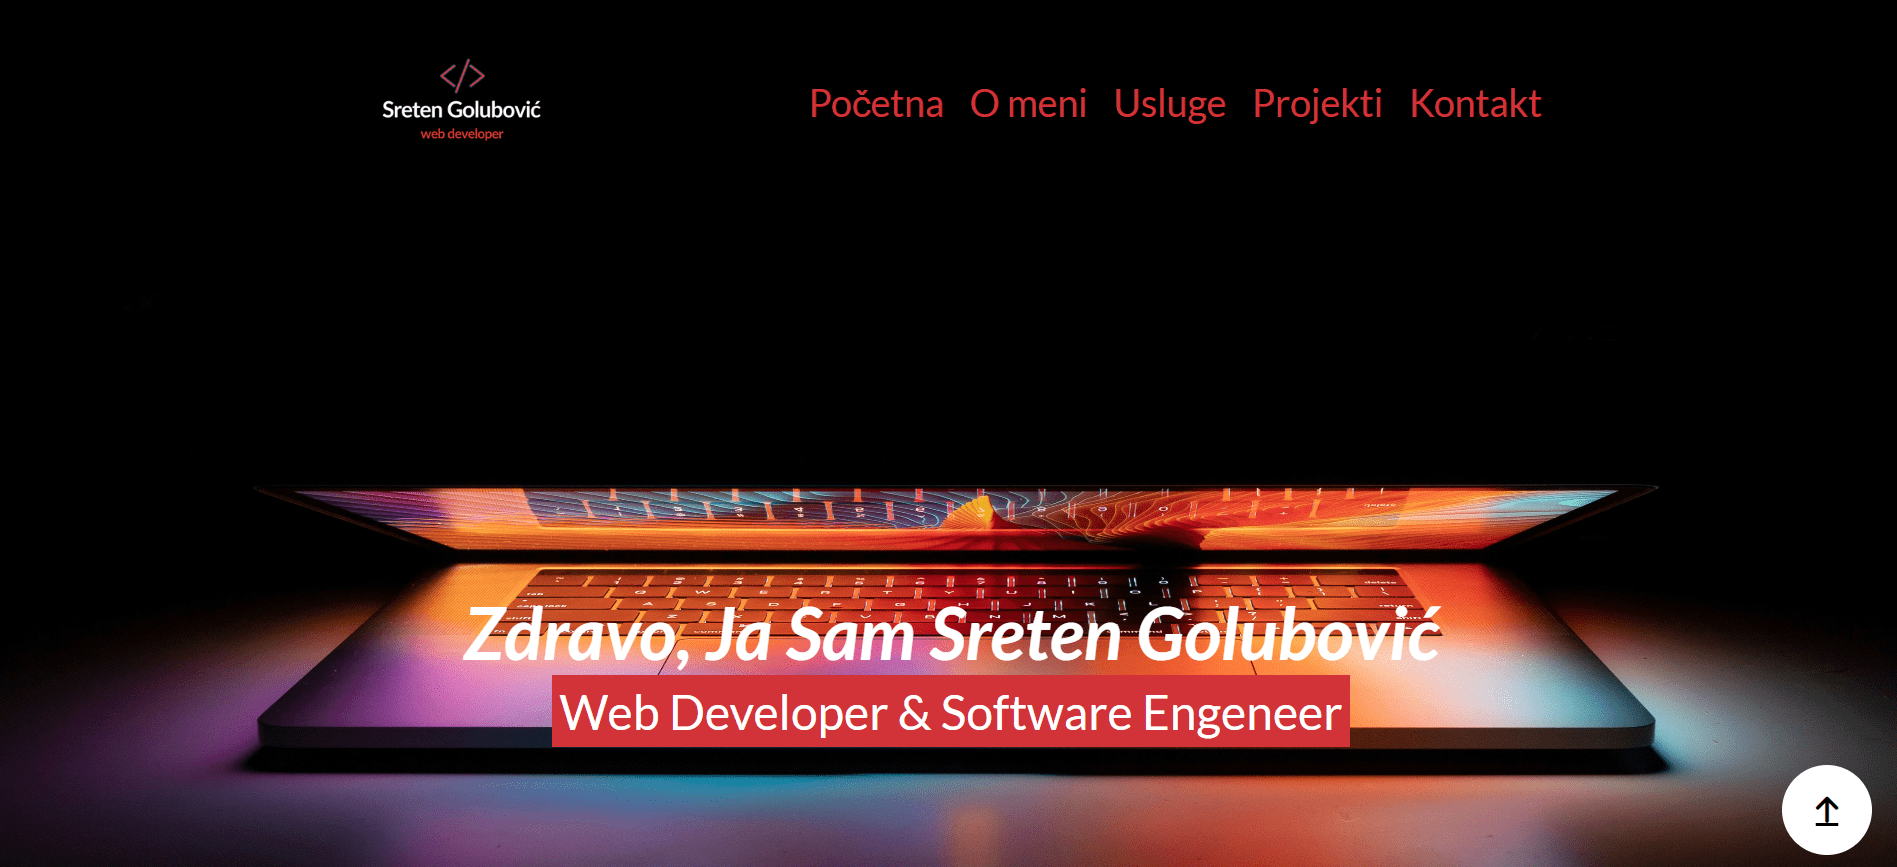 </>
Sreten Golubović
web developer
Početna O meni Usluge Projekti Kontakt
Zdravo, Ja Sam Sreten Golubović
Web Developer & Software Engeneer